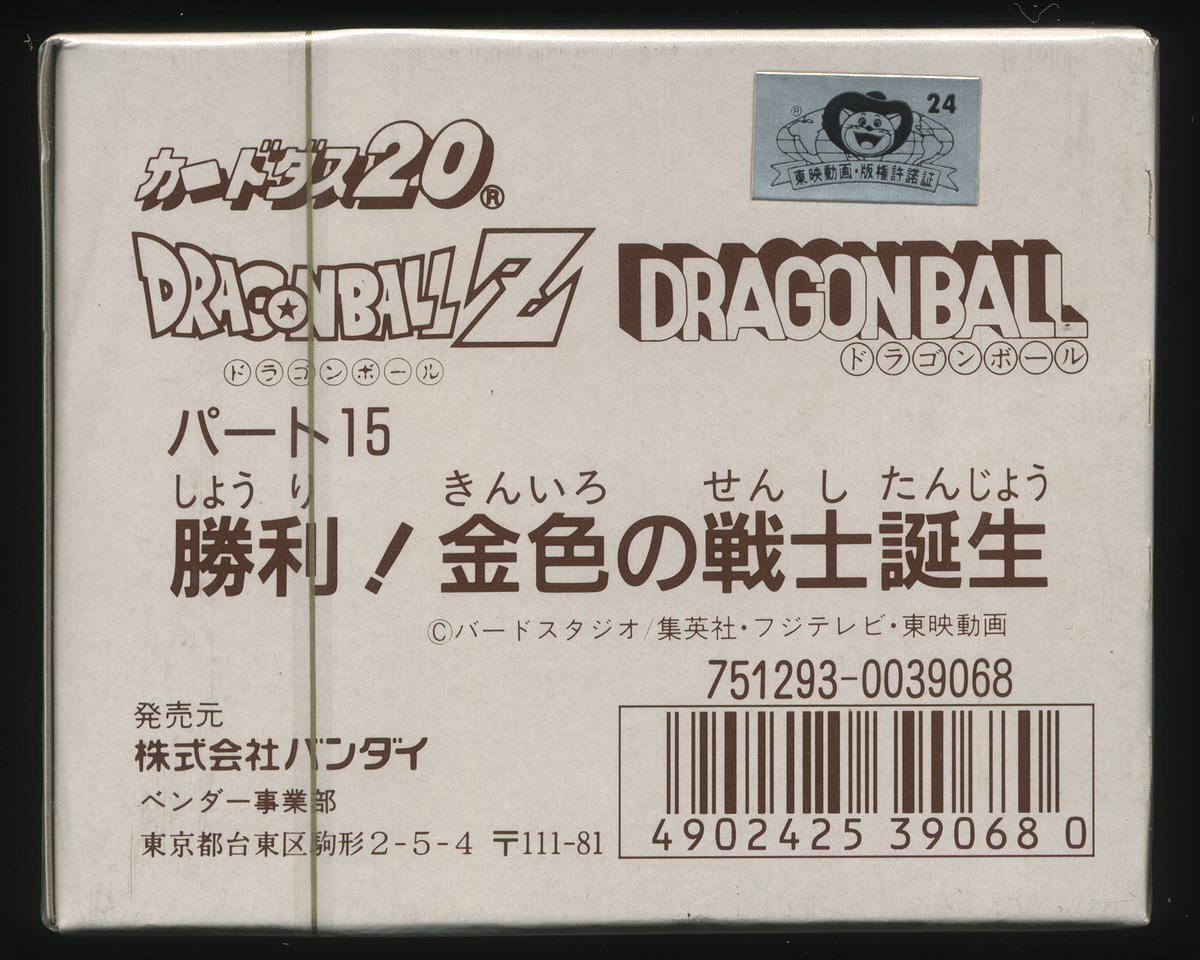 ® 24
東映動画・版権許諾証
カードダス20®
DRAGONBALL Z
ドラゴンボール
DRAGON BALL
ドラゴンボール
パート15
しょうり きんいろ せんし たんじょう
勝利！金色の戦士誕生
©バードスタジオ/集英社・フジテレビ・東映動画
751293-0039068
発売元
株式会社バンダイ
ベンダー事業部
東京都台東区駒形2-5-4 〒111-81
4902425 39068 0